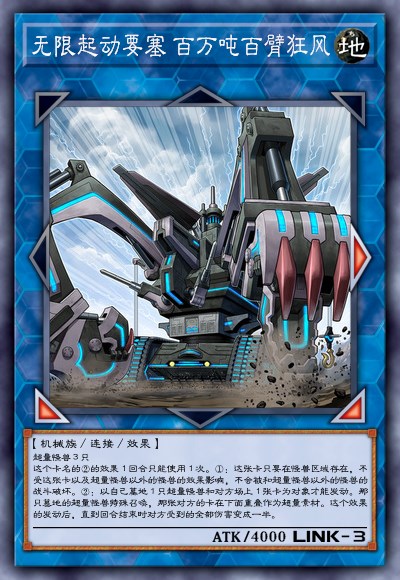 无限起动要塞 百万吨百臂狂风
地
【机械族／连接／效果】
超量怪兽３只
这个卡名的②的效果１回合只能使用１次。①：这张卡只要在怪兽区域存在，不
受这张卡以及超量怪兽以外的怪兽的效果影响，不会被和超量怪兽以外的怪兽的
战斗破坏。②：以自己墓地１只超量怪兽和对方场上１张卡为对象才能发动。那
只墓地的超量怪兽特殊召唤，那张对方的卡在下面重叠作为超量素材。这个效果
的发动后，直到回合结束时对方受到的全部伤害变成一半。
ATK/4000 LINK-3